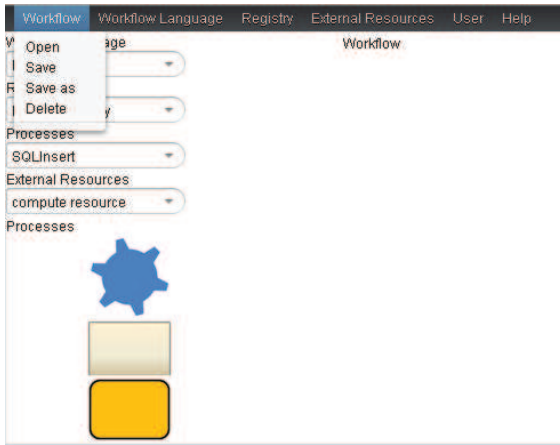 Workflow Workflow Language Registry External Resources User Help
age Workflow
Open
Save
Save as
Delete
Processes
SQLInsert
External Resources
compute resource
Processes